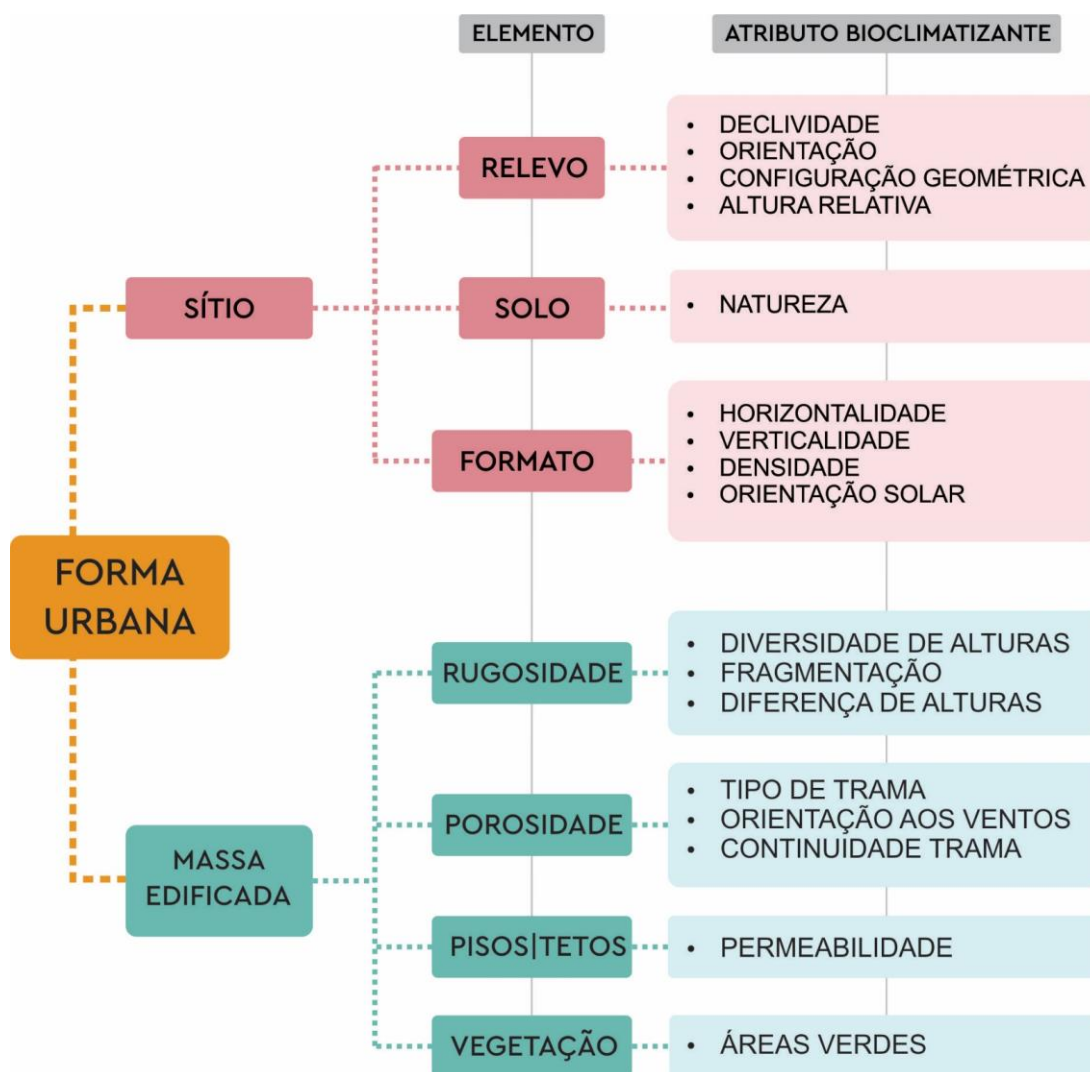 ELEMENTO
ATRIBUTO BIOCLIMATIZANTE
FORMA
URBANA
SÍTIO
RELEVO
• DECLIVIDADE
• ORIENTAÇÃO
• CONFIGURAÇÃO GEOMÉTRICA
• ALTURA RELATIVA
SOLO
• NATUREZA
FORMATO
• HORIZONTALIDADE
• VERTICALIDADE
• DENSIDADE
• ORIENTAÇÃO SOLAR
MASSA
EDIFICADA
RUGOSIDADE
• DIVERSIDADE DE ALTURAS
• FRAGMENTAÇÃO
• DIFERENÇA DE ALTURAS
POROSIDADE
• TIPO DE TRAMA
• ORIENTAÇÃO AOS VENTOS
• CONTINUIDADE TRAMA
PISOS|TETOS
• PERMEABILIDADE
VEGETAÇÃO
• ÁREAS VERDES